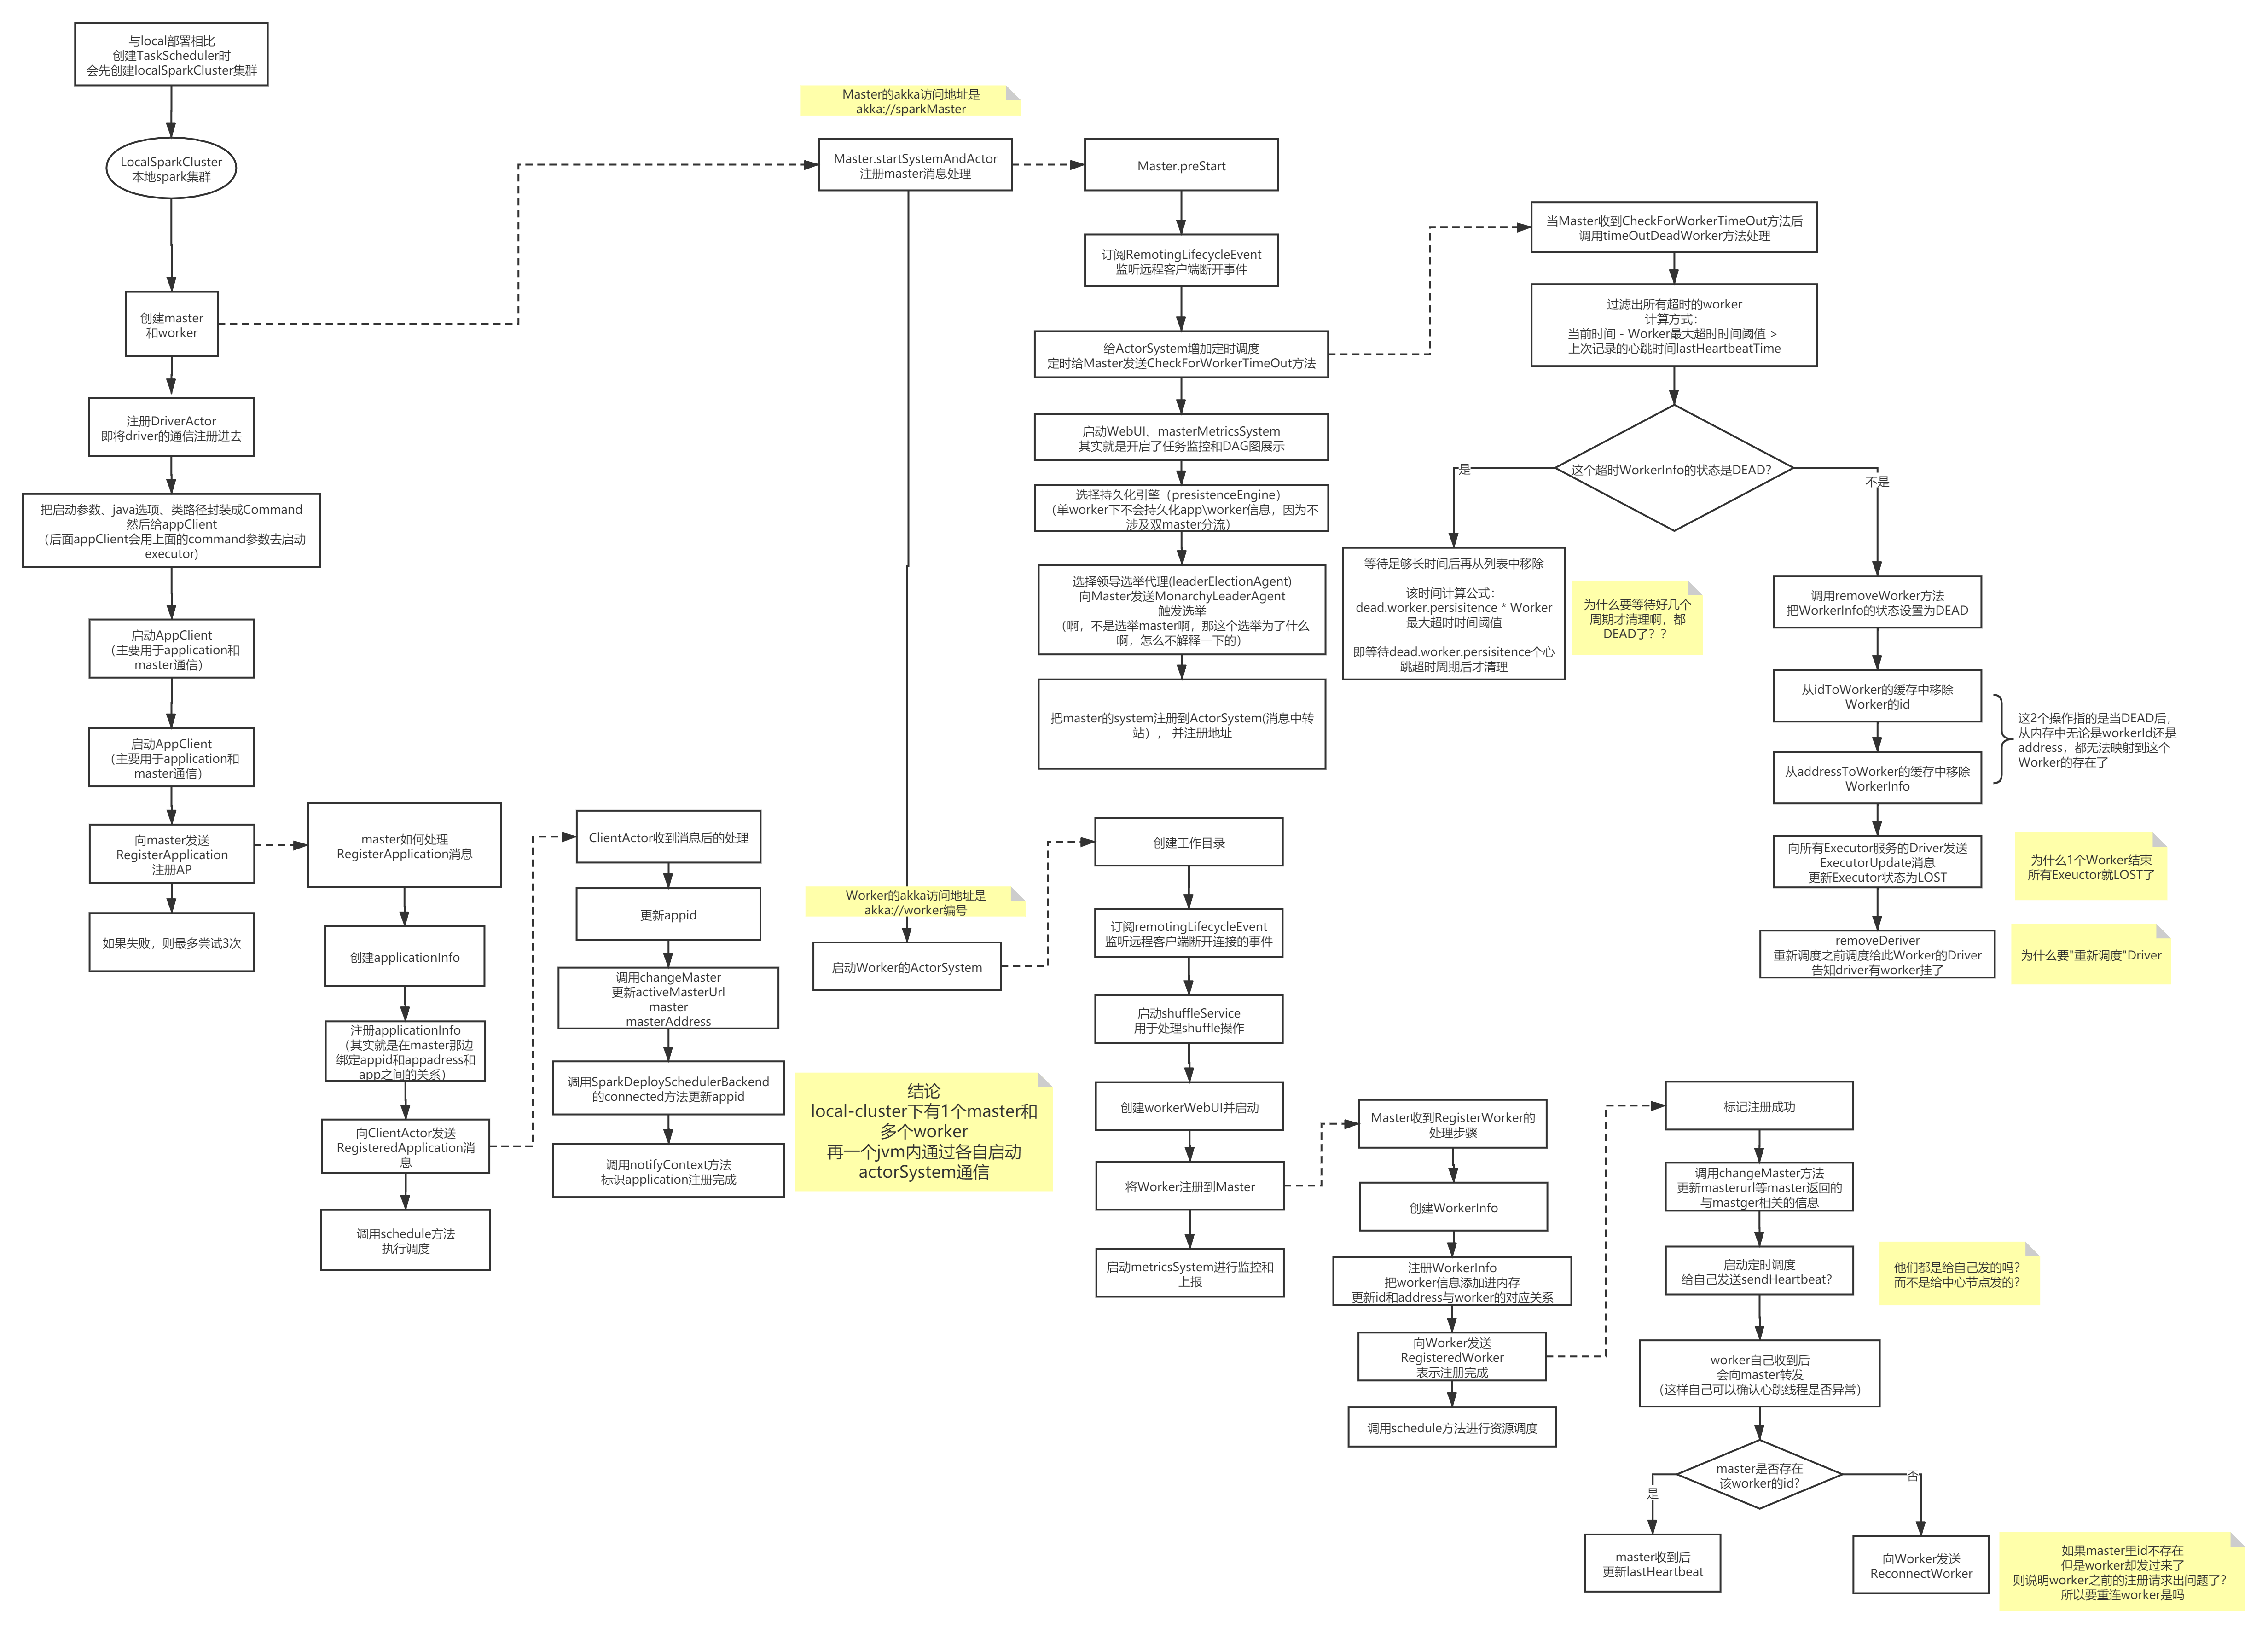 与local部署相比
创建TaskScheduler时
会先创建localSparkCluster集群
LocalSparkCluster
本地spark集群
创建master
和worker
注册DriverActor
即将driver的通信注册进去
把启动参数、java选项、类路径封装成Command
然后给appClient
（后面appClient会用上面的command参数去启动
executor)
启动AppClient
（主要用于application和
master通信）
启动AppClient
（主要用于application和
master通信）
向master发送
RegisterApplication
注册AP
如果失败，则最多尝试3次
master如何处理
RegisterApplication消息
创建applicationInfo
注册applicationInfo
（其实就是在master那边
绑定appid和appadress和
app之间的关系）
向ClientActor发送
RegisteredApplication消
息
调用schedule方法
执行调度
ClientActor收到消息后的处理
更新appid
调用changeMaster
更新activeMasterUrl
master
masterAddress
调用SparkDeploySchedulerBackend
的connected方法更新appid
调用notifyContext方法
标识application注册完成
结论
local-cluster下有1个master和
多个worker
再一个jvm内通过各自启动
actorSystem通信
Master的akka访问地址是
akka://sparkMaster
Master.startSystemAndActor
注册master消息处理
Master.preStart
订阅RemotingLifecycleEvent
监听远程客户端断开事件
给ActorSystem增加定时调度
定时给Master发送CheckForWorkerTimeOut方法
启动WebUI、masterMetricsSystem
其实就是开启了任务监控和DAG图展示
选择持久化引擎（presistenceEngine）
（单worker下不会持久化app\worker信息，因为不
涉及双master分流）
选择领导选举代理(leaderElectionAgent)
向Master发送MonarchyLeaderAgent
触发选举
（啊，不是选举master啊，那这个选举为了什么
啊，怎么不解释一下的）
把master的system注册到ActorSystem(消息中转
站），并注册地址
当Master收到CheckForWorkerTimeOut方法后
调用timeOutDeadWorker方法处理
过滤出所有超时的worker
计算方式：
当前时间 - Worker最大超时时间阈值 >
上次记录的心跳时间lastHeartbeatTime
这个超时WorkerInfo的状态是DEAD?
是
不是
等待足够长时间后再从列表中移除
该时间计算公式：
dead.worker.persisitence * Worker
最大超时时间阈值
即等待dead.worker.persisitence个心
跳超时周期后才清理
为什么要等待好几个
周期才清理啊，都
DEAD了？？
调用removeWorker方法
把WorkerInfo的状态设置为DEAD
从idToWorker的缓存中移除
Worker的id
从addressToWorker的缓存中移除
WorkerInfo
这2个操作指的是当DEAD后，
从内存中无论是workerId还是
address，都无法映射到这个
Worker的存在了
向所有Executor服务的Driver发送
ExecutorUpdate消息
更新Executor状态为LOST
为什么1个Worker结束
所有Exeuctor就LOST了
removeDeriver
重新调度之前调度给此Worker的Driver
告知driver有worker挂了
为什么要"重新调度"Driver
Worker的akka访问地址是
akka://worker编号
启动Worker的ActorSystem
创建工作目录
订阅remotingLifecycleEvent
监听远程客户端断开连接的事件
启动shuffleService
用于处理shuffle操作
创建workerWebUI并启动
将Worker注册到Master
启动metricsSystem进行监控和
上报
Master收到RegisterWorker的
处理步骤
创建WorkerInfo
注册WorkerInfo
把worker信息添加进内存
更新id和address与worker的对应关系
向Worker发送
RegisteredWorker
表示注册完成
调用schedule方法进行资源调度
标记注册成功
调用changeMaster方法
更新masterurl等master返回的
与mastger相关的信息
启动定时调度
给自己发送sendHeartbeat？
他们都是给自己发的吗？
而不是给中心节点发的？
worker自己收到后
会向master转发
（这样自己可以确认心跳线程是否异常）
master是否存在
该worker的id？
是
否
master收到后
更新lastHeartbeat
向Worker发送
ReconnectWorker
如果master里id不存在
但是worker却发过来了
则说明worker之前的注册请求出问题了？
所以要重连worker是吗